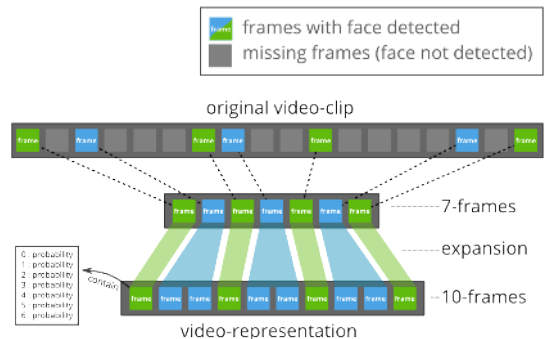 frame frames with face detected
missing frames (face not detected)
original video-clip
frame frame frame frame frame frame frame
frame frame frame frame frame frame frame 7-frames
expansion
0 : probability
1 : probability
2 : probability
3 : probability
4 : probability
5 : probability
6 : probability
contain
frame frame frame frame frame frame frame frame frame frame 10-frames
video-representation